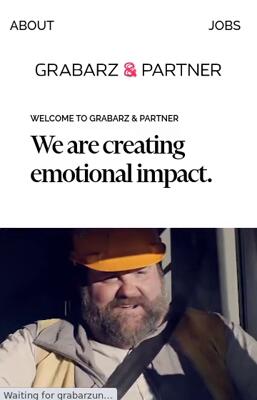 ABOUT JOBS
GRABARZ & PARTNER
WELCOME TO GRABARZ & PARTNER
We are creating
emotional impact.
Waiting for grabarzun...